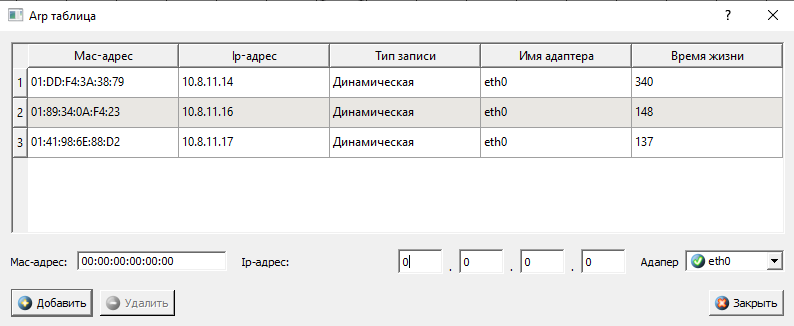 Arp таблица
Mac-адрес Ip-адрес Тип записи Имя адаптера Время жизни
1 01:DD:F4:3A:38:79 10.8.11.14 Динамическая eth0 340
2 01:89:34:0A:F4:23 10.8.11.16 Динамическая eth0 148
3 01:41:98:6E:88:D2 10.8.11.17 Динамическая eth0 137
Mac-адрес: 00:00:00:00:00:00 Ip-адрес: 0 . 0 . 0 . 0 Адапер eth0
Добавить Удалить Закрыть